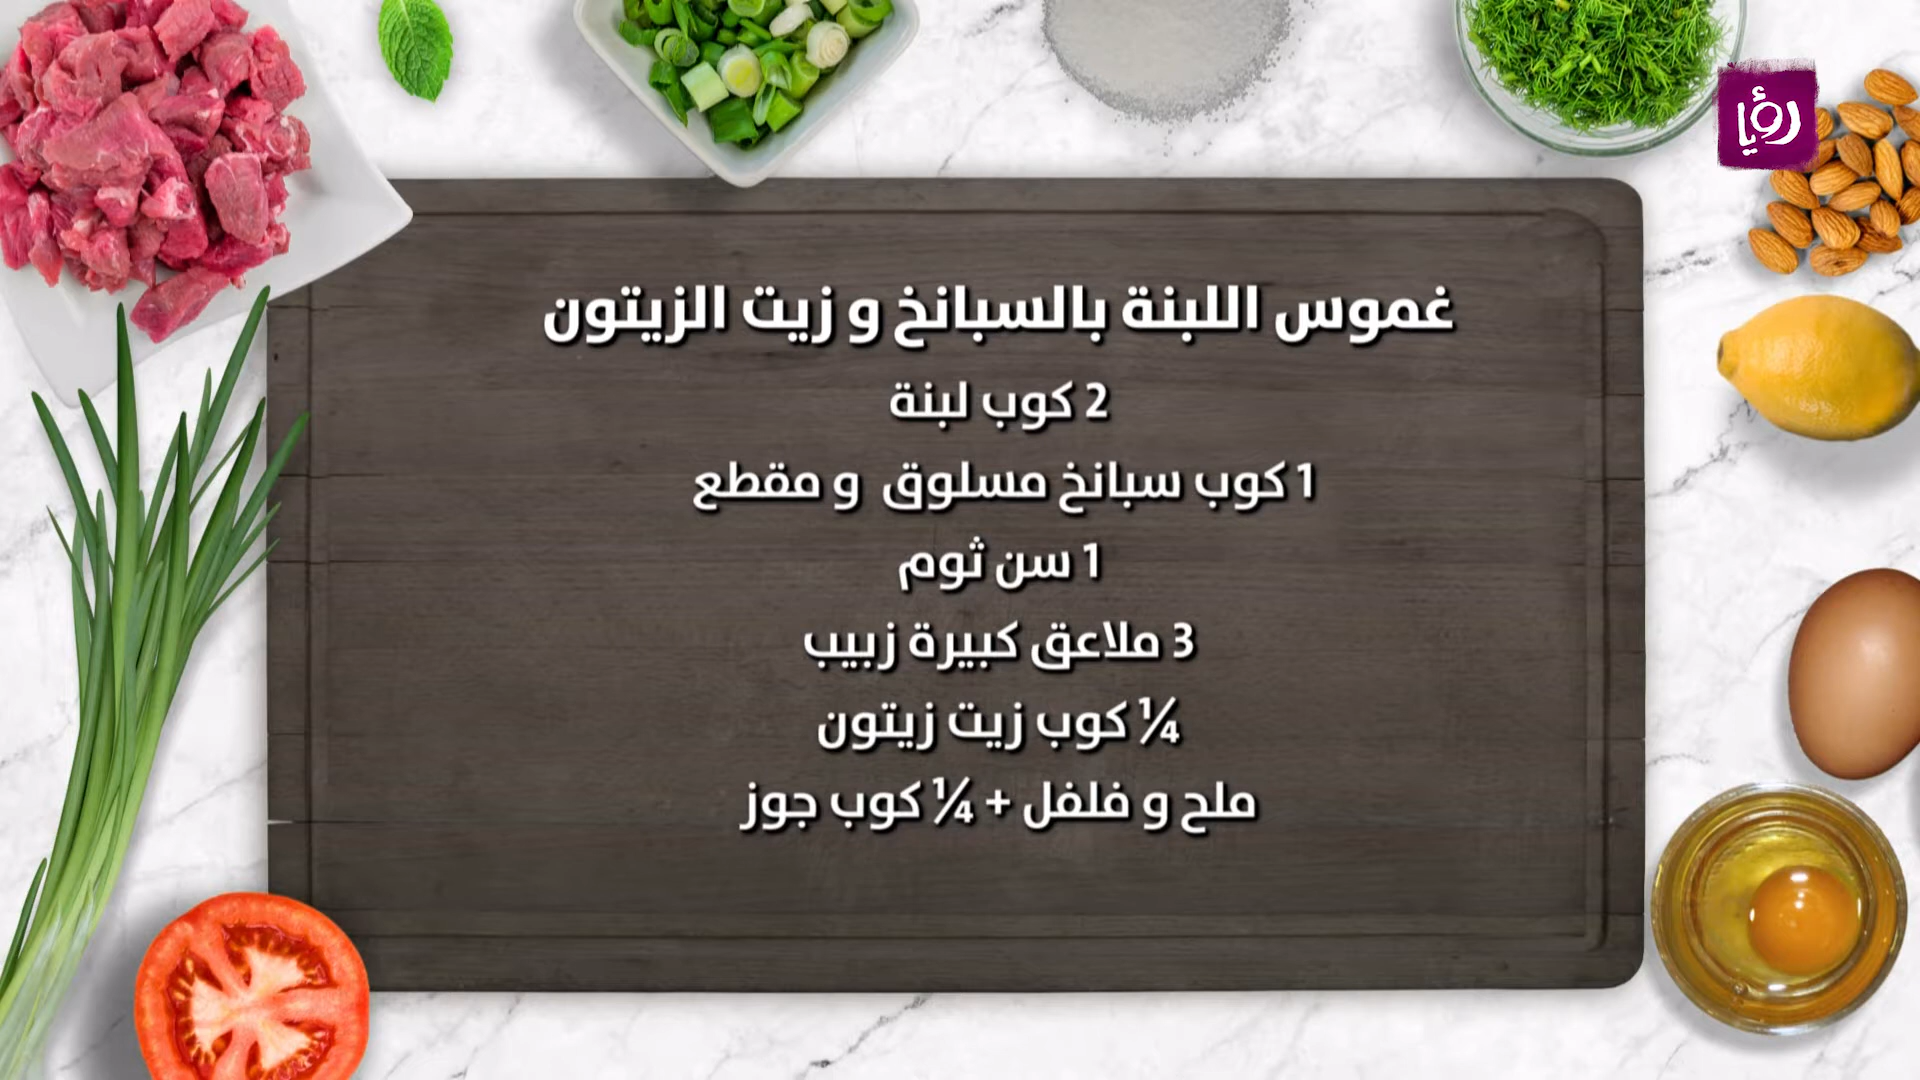 رؤيا
غموس اللبنة بالسبانخ و زيت الزيتون
2 كوب لبنة
1 كوب سبانخ مسلوق و مقطع
1 سن ثوم
3 ملاعق كبيرة زبيب
¼ كوب زيت زيتون
ملح و فلفل + ¼ كوب جوز